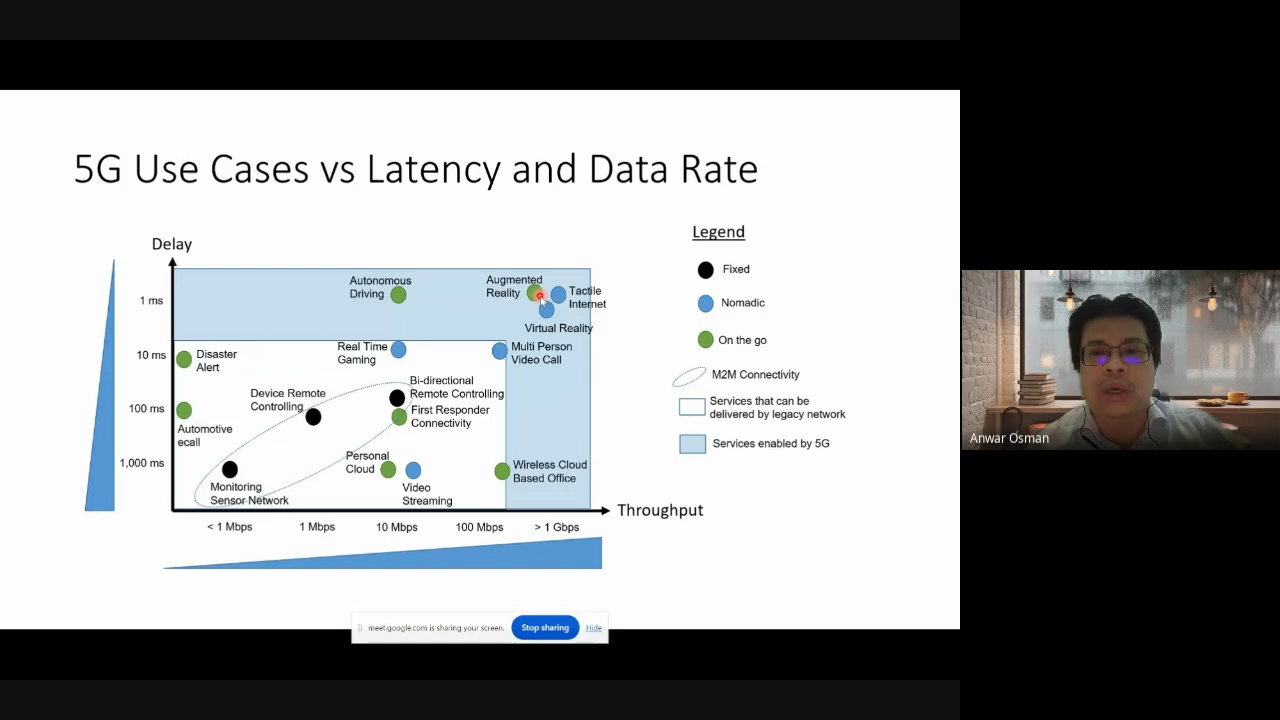 5G Use Cases vs Latency and Data Rate
Delay
1 ms
10 ms
100 ms
1,000 ms
Autonomous
Driving
Augmented
Reality
Tactile
Internet
Virtual Reality
Disaster
Alert
Real Time
Gaming
Multi Person
Video Call
Device Remote
Controlling
Bi-directional
Remote Controlling
First Responder
Connectivity
Automotive
ecall
Monitoring
Sensor Network
Personal
Cloud
Video
Streaming
Wireless Cloud
Based Office
Throughput
< 1 Mbps
1 Mbps
10 Mbps
100 Mbps
> 1 Gbps
Legend
Fixed
Nomadic
On the go
M2M Connectivity
Services that can be
delivered by legacy network
Services enabled by 5G
Anwar Osman
meet.google.com is sharing your screen.
Stop sharing
Hide